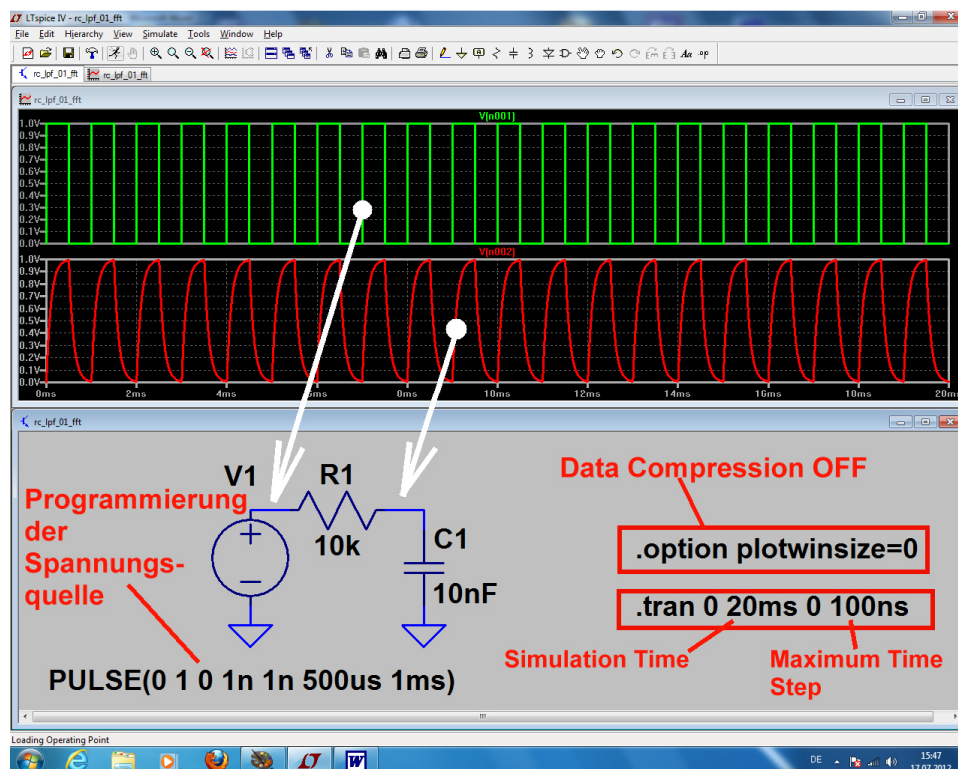 LTspice IV - rc_lpf_01_fft
File Edit Hierarchy View Simulate Tools Window Help
rc_lpf_01_fft rc_lpf_01_fft
rc_lpf_01_fft
V(n001)
1.0V
0.9V
0.8V
0.7V
0.6V
0.5V
0.4V
0.3V
0.2V
0.1V
0.0V
V(n002)
1.0V
0.9V
0.8V
0.7V
0.6V
0.5V
0.4V
0.3V
0.2V
0.1V
0.0V
0ms 2ms 4ms 10ms 12ms 14ms 16ms 18ms 20ms
rc_lpf_01_fft
V1 R1
10k
C1
10nF
Programmierung
der
Spannungs-
quelle
PULSE(0 1 0 1n 1n 500us 1ms)
Data Compression OFF
.option plotwinsize=0
.tran 0 20ms 0 100ns
Simulation Time
Maximum Time
Step
Loading Operating Point
DE 15:47
17.07.2012